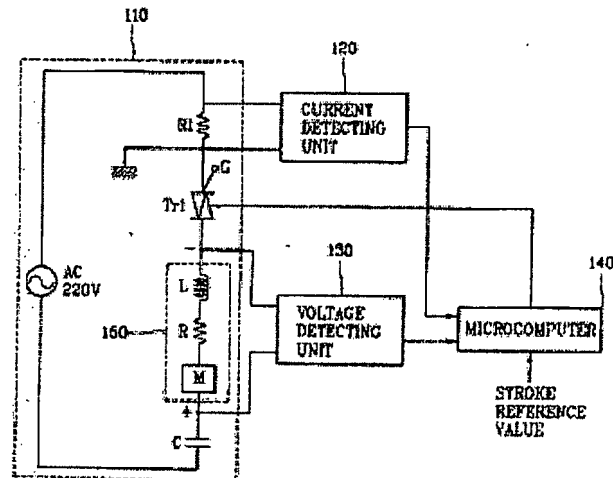 110
120
CURRENT
DETECTING
UNIT
R1
G
Tr1
-
130
140
AC
220V
L
VOLTAGE
DETECTING
UNIT
MICROCOMPUTER
160
R
M
+
C
STROKE
REFERENCE
VALUE